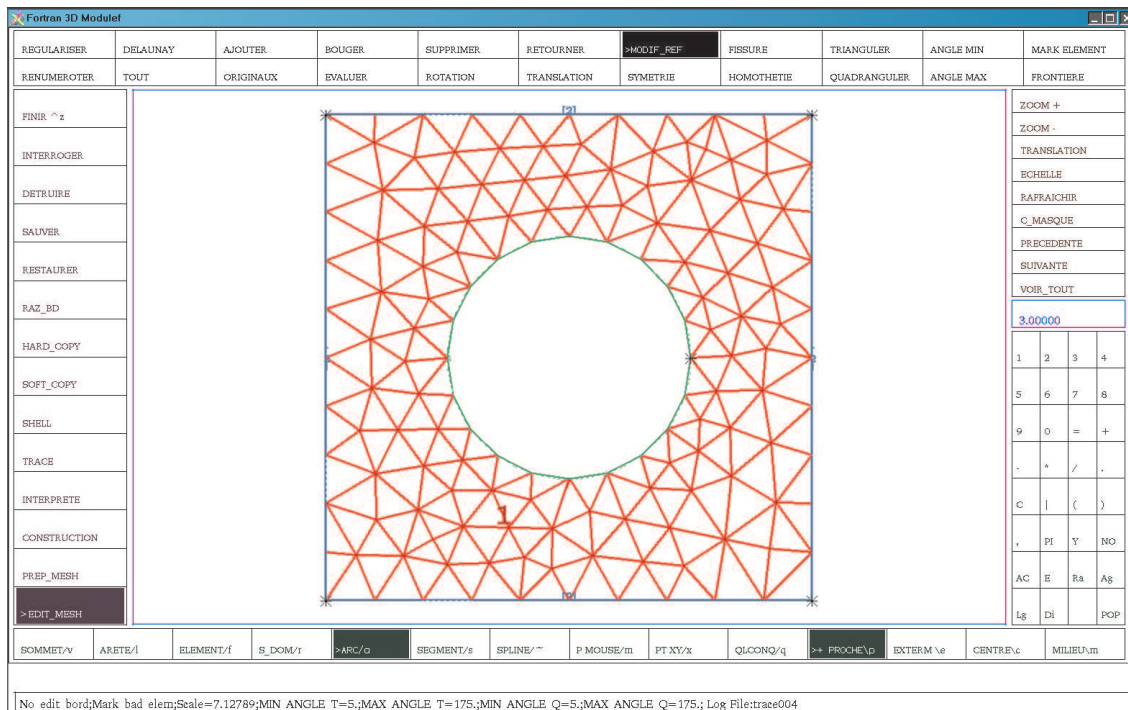 Fortran 3D Modulef
REGULARISER DELAUNAY AJOUTER BOUGER SUPPRIMER RETOURNER >MODIF_REF FISSURE TRIANGULER ANGLE MIN MARK ELEMENT
RENUMEROTER TOUT ORIGINAUX EVALUER ROTATION TRANSLATION SYMETRIE HOMOTHETIE QUADRANGULER ANGLE MAX FRONTIERE
FINIR ^z
INTERROGER
DETRUIRE
SAUVER
RESTAURER
RAZ_BD
HARD_COPY
SOFT_COPY
SHELL
TRACE
INTERPRETE
CONSTRUCTION
PREP_MESH
>EDIT_MESH
1
ZOOM +
ZOOM -
TRANSLATION
ECHELLE
RAFRAICHIR
C_MASQUE
PRECEDENTE
SUIVANTE
VOIR_TOUT
3.00000
1 2 3 4
5 6 7 8
9 0 = +
- * / .
C | ( )
, PI Y NO
AC E Ra Ag
Lg Di POP
SOMMET/v ARETE/l ELEMENT/f S_DOM/r >ARC/a SEGMENT/s SPLINE/~ P MOUSE/m PT XY/x QLCONQ/q >+ PROCHE\p EXTERM \e CENTRE\c MILIEU\m
No edit bord;Mark bad elem;Scale=7.12789;MIN ANGLE T=5.;MAX ANGLE T=175.;MIN ANGLE Q=5.;MAX ANGLE Q=175.; Log File:trace004